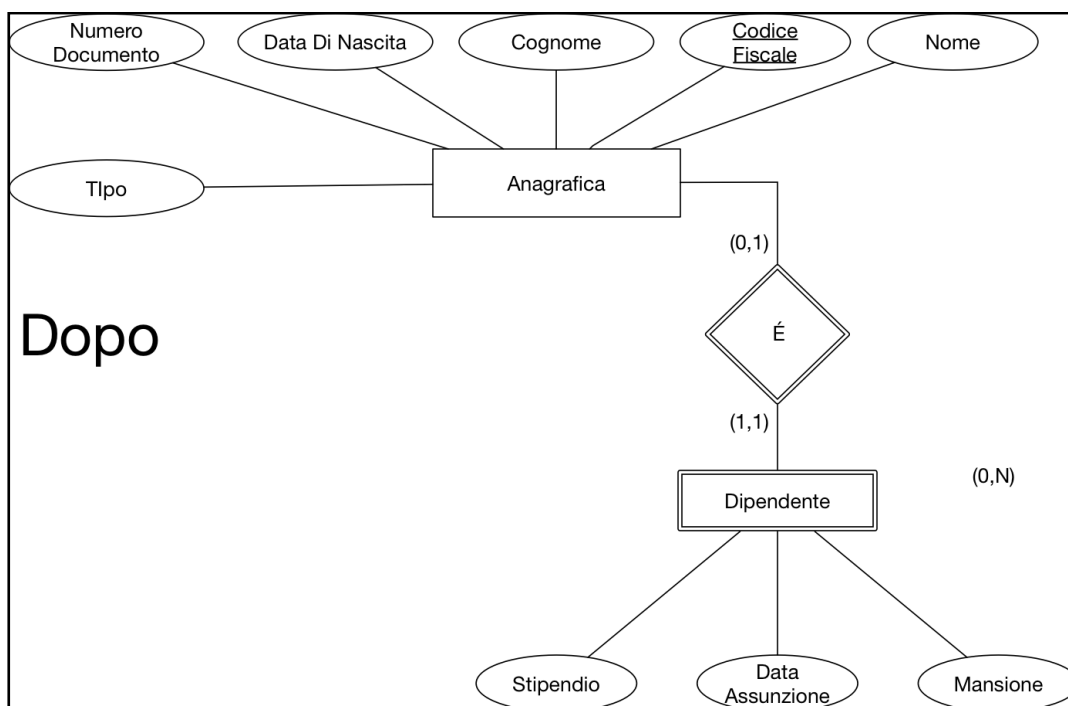 Numero
Documento
Data Di Nascita
Cognome
Codice
Fiscale
Nome
TIpo
Anagrafica
(0,1)
Dopo
É
(1,1)
(0,N)
Dipendente
Stipendio
Data
Assunzione
Mansione